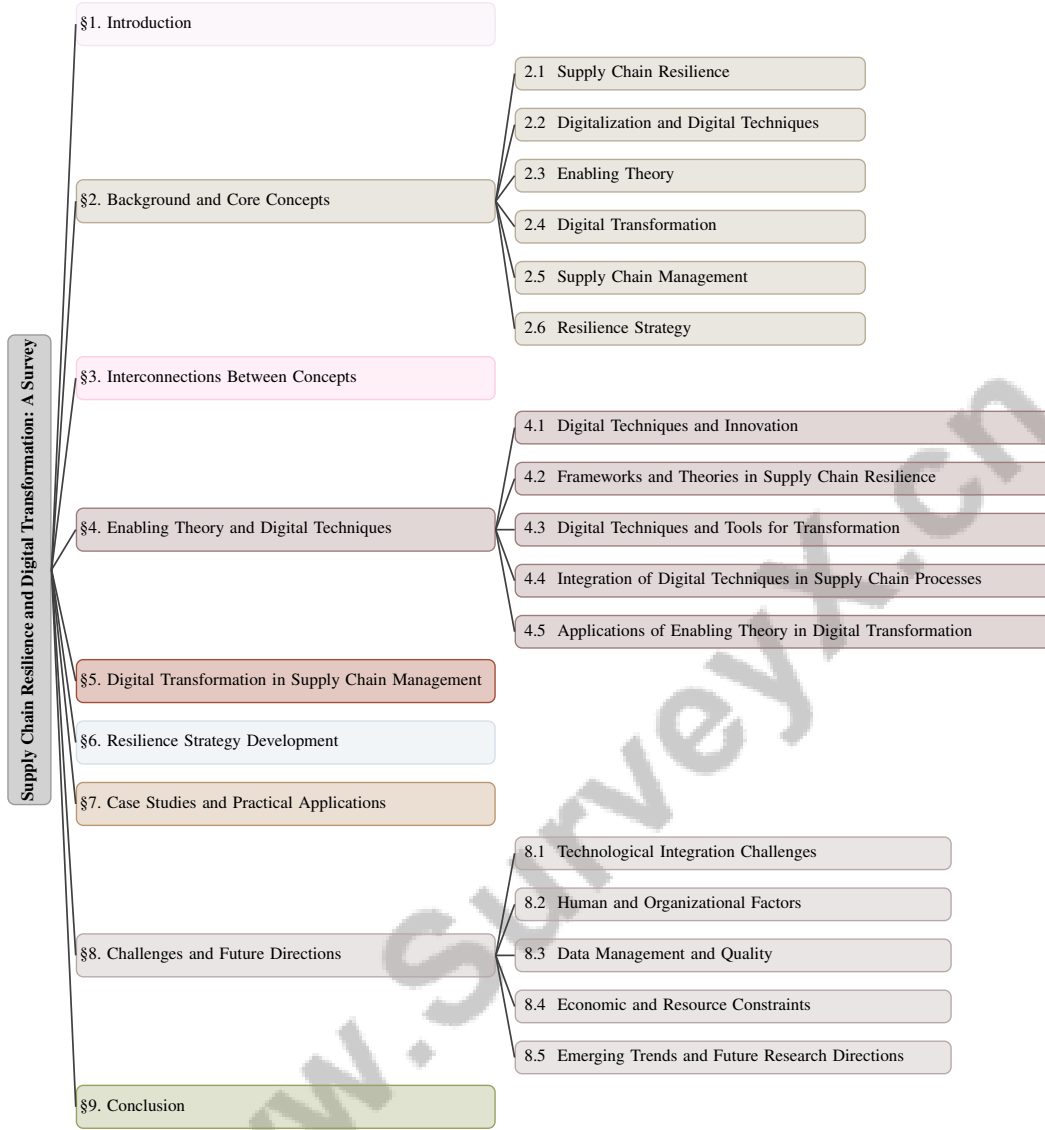 Supply Chain Resilience and Digital Transformation: A Survey
§1. Introduction
§2. Background and Core Concepts
2.1 Supply Chain Resilience
2.2 Digitalization and Digital Techniques
2.3 Enabling Theory
2.4 Digital Transformation
2.5 Supply Chain Management
2.6 Resilience Strategy
§3. Interconnections Between Concepts
§4. Enabling Theory and Digital Techniques
4.1 Digital Techniques and Innovation
4.2 Frameworks and Theories in Supply Chain Resilience
4.3 Digital Techniques and Tools for Transformation
4.4 Integration of Digital Techniques in Supply Chain Processes
4.5 Applications of Enabling Theory in Digital Transformation
§5. Digital Transformation in Supply Chain Management
§6. Resilience Strategy Development
§7. Case Studies and Practical Applications
§8. Challenges and Future Directions
8.1 Technological Integration Challenges
8.2 Human and Organizational Factors
8.3 Data Management and Quality
8.4 Economic and Resource Constraints
8.5 Emerging Trends and Future Research Directions
§9. Conclusion
w.SurveyX.cn